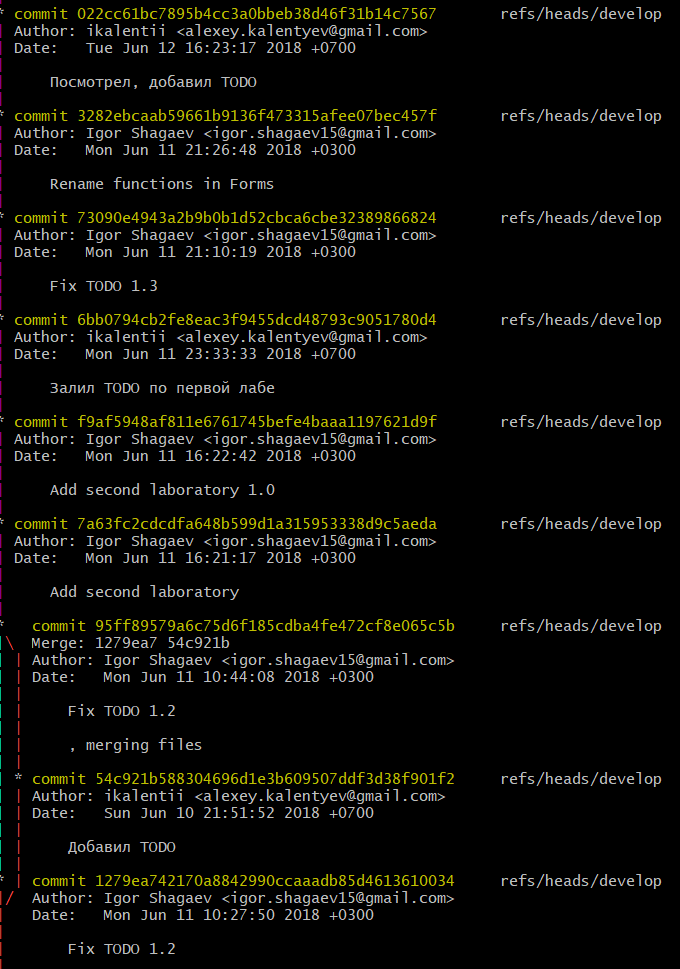 * commit 022cc61bc7895b4cc3a0bbeb38d46f31b14c7567 refs/heads/develop
| Author: ikalentii <alexey.kalentyev@gmail.com>
| Date: Tue Jun 12 16:23:17 2018 +0700
|
| Посмотрел, добавил TODO
|
* commit 3282ebcaab59661b9136f473315afee07bec457f refs/heads/develop
| Author: Igor Shagaev <igor.shagaev15@gmail.com>
| Date: Mon Jun 11 21:26:48 2018 +0300
|
| Rename functions in Forms
|
* commit 73090e4943a2b9b0b1d52cbca6cbe32389866824 refs/heads/develop
| Author: Igor Shagaev <igor.shagaev15@gmail.com>
| Date: Mon Jun 11 21:10:19 2018 +0300
|
| Fix TODO 1.3
|
* commit 6bb0794cb2fe8eac3f9455dcd48793c9051780d4 refs/heads/develop
| Author: ikalentii <alexey.kalentyev@gmail.com>
| Date: Mon Jun 11 23:33:33 2018 +0700
|
| Залил TODO по первой лабе
|
* commit f9af5948af811e6761745befe4baaa1197621d9f refs/heads/develop
| Author: Igor Shagaev <igor.shagaev15@gmail.com>
| Date: Mon Jun 11 16:22:42 2018 +0300
|
| Add second laboratory 1.0
|
* commit 7a63fc2cdcdfa648b599d1a315953338d9c5aeda refs/heads/develop
| Author: Igor Shagaev <igor.shagaev15@gmail.com>
| Date: Mon Jun 11 16:21:17 2018 +0300
|
| Add second laboratory
|
* commit 95ff89579a6c75d6f185cdba4fe472cf8e065c5b refs/heads/develop
|\ Merge: 1279ea7 54c921b
| | Author: Igor Shagaev <igor.shagaev15@gmail.com>
| | Date: Mon Jun 11 10:44:08 2018 +0300
| |
| | Fix TODO 1.2
| |
| | , merging files
| |
| * commit 54c921b588304696d1e3b609507ddf3d38f901f2 refs/heads/develop
| | Author: ikalentii <alexey.kalentyev@gmail.com>
| | Date: Sun Jun 10 21:51:52 2018 +0700
| |
| | Добавил TODO
| |
* | commit 1279ea742170a8842990ccaaadb85d4613610034 refs/heads/develop
|/ Author: Igor Shagaev <igor.shagaev15@gmail.com>
| Date: Mon Jun 11 10:27:50 2018 +0300
|
| Fix TODO 1.2
|